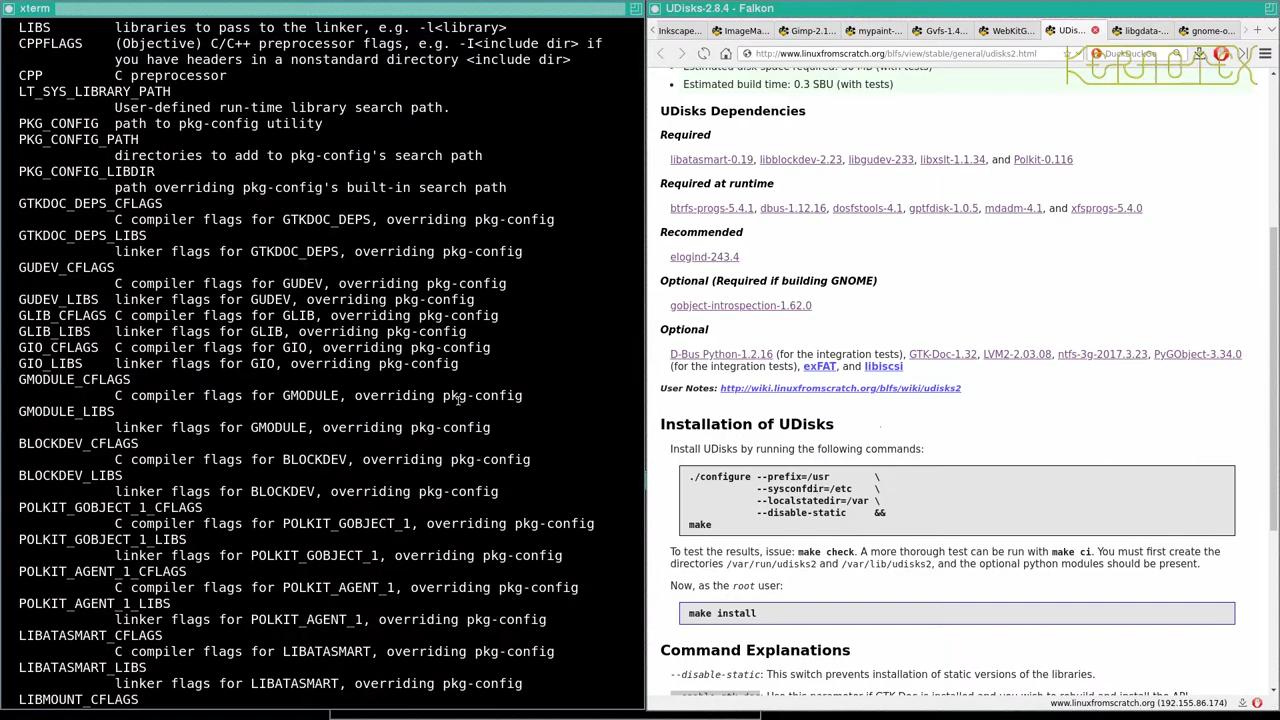 xterm
LIBS libraries to pass to the linker, e.g. -l<library>
CPPFLAGS (Objective) C/C++ preprocessor flags, e.g. -I<include dir> if
you have headers in a nonstandard directory <include dir>
CPP C preprocessor
LT_SYS_LIBRARY_PATH
User-defined run-time library search path.
PKG_CONFIG path to pkg-config utility
PKG_CONFIG_PATH
directories to add to pkg-config's search path
PKG_CONFIG_LIBDIR
path overriding pkg-config's built-in search path
GTKDOC_DEPS_CFLAGS
C compiler flags for GTKDOC_DEPS, overriding pkg-config
GTKDOC_DEPS_LIBS
linker flags for GTKDOC_DEPS, overriding pkg-config
GUDEV_CFLAGS
C compiler flags for GUDEV, overriding pkg-config
GUDEV_LIBS linker flags for GUDEV, overriding pkg-config
GLIB_CFLAGS C compiler flags for GLIB, overriding pkg-config
GLIB_LIBS linker flags for GLIB, overriding pkg-config
GIO_CFLAGS C compiler flags for GIO, overriding pkg-config
GIO_LIBS linker flags for GIO, overriding pkg-config
GMODULE_CFLAGS
C compiler flags for GMODULE, overriding pkg-config
GMODULE_LIBS
linker flags for GMODULE, overriding pkg-config
BLOCKDEV_CFLAGS
C compiler flags for BLOCKDEV, overriding pkg-config
BLOCKDEV_LIBS
linker flags for BLOCKDEV, overriding pkg-config
POLKIT_GOBJECT_1_CFLAGS
C compiler flags for POLKIT_GOBJECT_1, overriding pkg-config
POLKIT_GOBJECT_1_LIBS
linker flags for POLKIT_GOBJECT_1, overriding pkg-config
POLKIT_AGENT_1_CFLAGS
C compiler flags for POLKIT_AGENT_1, overriding pkg-config
POLKIT_AGENT_1_LIBS
linker flags for POLKIT_AGENT_1, overriding pkg-config
LIBATASMART_CFLAGS
C compiler flags for LIBATASMART, overriding pkg-config
LIBATASMART_LIBS
linker flags for LIBATASMART, overriding pkg-config
LIBMOUNT_CFLAGS
UDisks-2.8.4 - Falkon
Inkscape... ImageMa... Gimp-2.1... mypaint-... Gvfs-1.4... WebKitG... UDis... libgdata-... gnome-o...
http://www.linuxfromscratch.org/blfs/view/stable/general/udisks2.html
• Estimated build time: 0.3 SBU (with tests)
UDisks Dependencies
Required
libatasmart-0.19, libblockdev-2.23, libgudev-233, libxslt-1.1.34, and Polkit-0.116
Required at runtime
btrfs-progs-5.4.1, dbus-1.12.16, dosfstools-4.1, gptfdisk-1.0.5, mdadm-4.1, and xfsprogs-5.4.0
Recommended
elogind-243.4
Optional (Required if building GNOME)
gobject-introspection-1.62.0
Optional
D-Bus Python-1.2.16 (for the integration tests), GTK-Doc-1.32, LVM2-2.03.08, ntfs-3g-2017.3.23, PyGObject-3.34.0
(for the integration tests), exFAT, and libiscsi
User Notes: http://wiki.linuxfromscratch.org/blfs/wiki/udisks2
Installation of UDisks
Install UDisks by running the following commands:
./configure --prefix=/usr \
--sysconfdir=/etc \
--localstatedir=/var \
--disable-static &&
make
To test the results, issue: make check. A more thorough test can be run with make ci. You must first create the
directories /var/run/udisks2 and /var/lib/udisks2, and the optional python modules should be present.
Now, as the root user:
make install
Command Explanations
--disable-static: This switch prevents installation of static versions of the libraries.
www.linuxfromscratch.org (192.155.86.174)